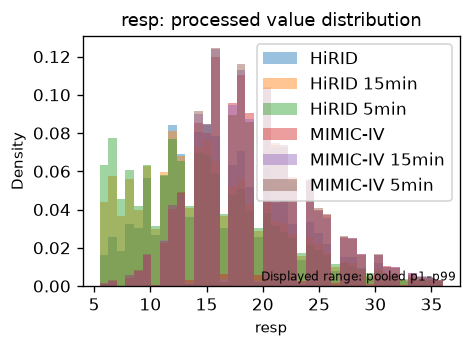 resp: processed value distribution
0.12
0.10
0.08
0.06
0.04
0.02
0.00
Density
HiRID
HiRID 15min
HiRID 5min
MIMIC-IV
MIMIC-IV 15min
MIMIC-IV 5min
Displayed range: pooled p1–p99
5 10 15 20 25 30 35
resp